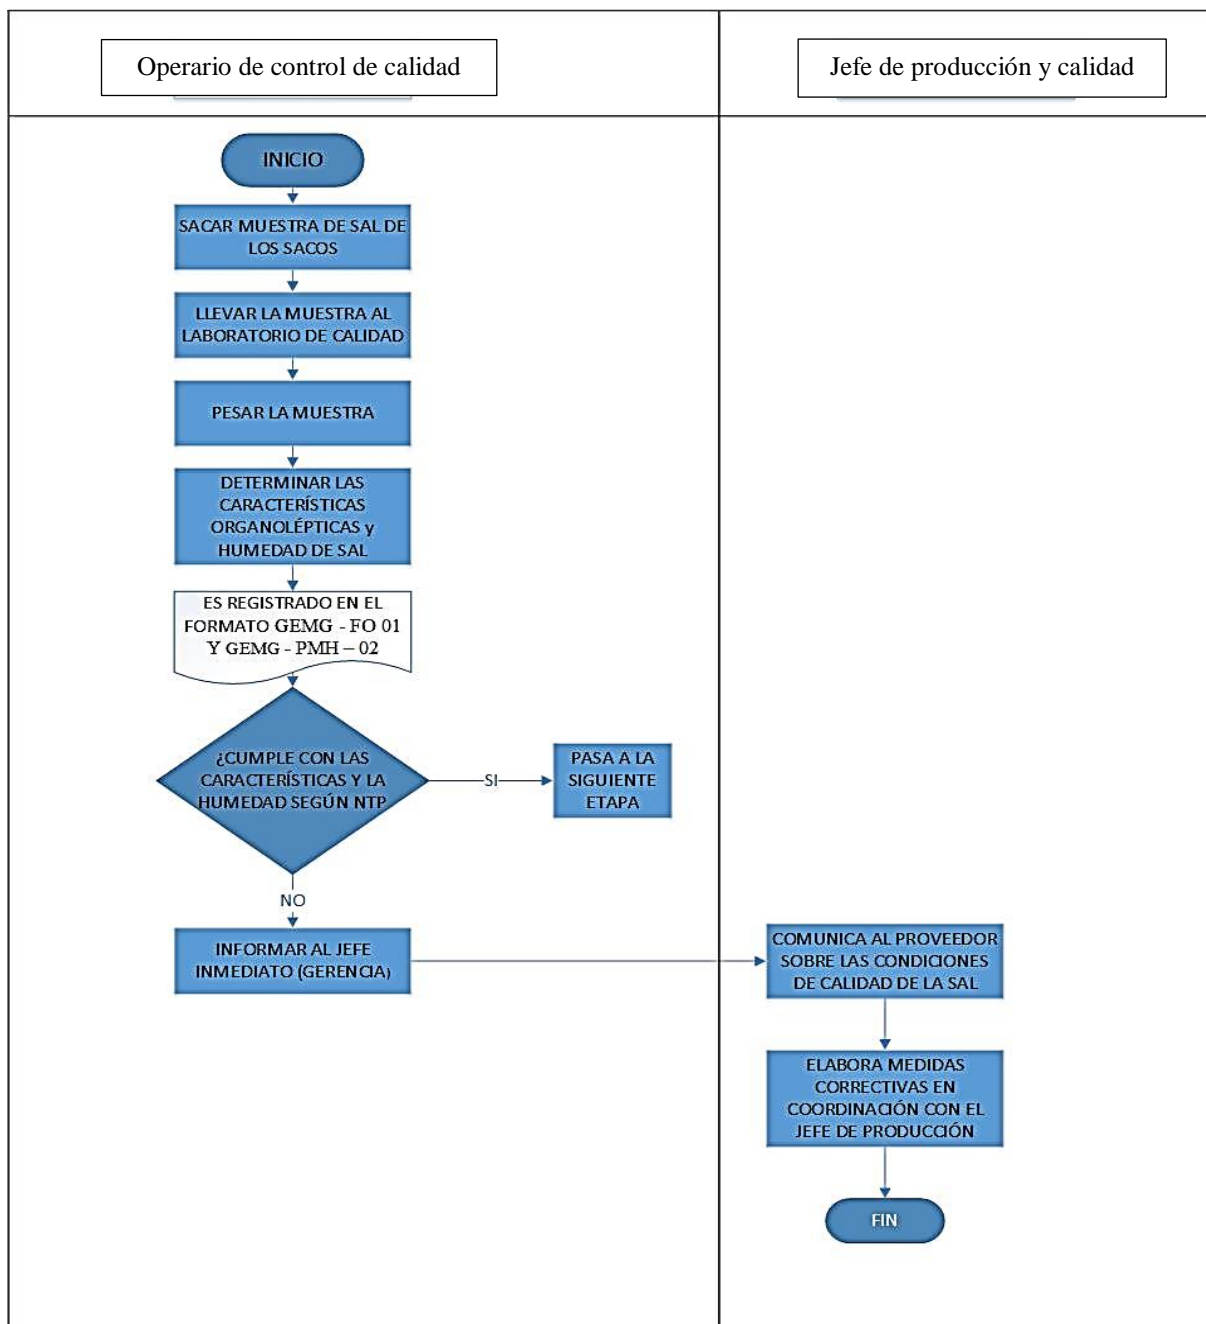 Operario de control de calidad
Jefe de producción y calidad
INICIO
SACAR MUESTRA DE SAL DE
LOS SACOS
LLEVAR LA MUESTRA AL
LABORATORIO DE CALIDAD
PESAR LA MUESTRA
DETERMINAR LAS
CARACTERÍSTICAS
ORGANOLÉPTICAS y
HUMEDAD DE SAL
ES REGISTRADO EN EL
FORMATO GEMG - FO 01
Y GEMG - PMH – 02
¿CUMPLE CON LAS
CARACTERÍSTICAS Y LA
HUMEDAD SEGÚN NTP
SI
PASA A LA
SIGUIENTE
ETAPA
NO
INFORMAR AL JEFE
INMEDIATO (GERENCIA)
COMUNICA AL PROVEEDOR
SOBRE LAS CONDICIONES
DE CALIDAD DE LA SAL
ELABORA MEDIDAS
CORRECTIVAS EN
COORDINACIÓN CON EL
JEFE DE PRODUCCIÓN
FIN